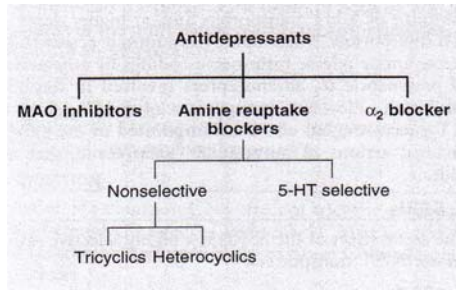 Antidepressants
MAO inhibitors Amine reuptake α₂ blocker
blockers
Nonselective 5-HT selective
Tricyclics Heterocyclics